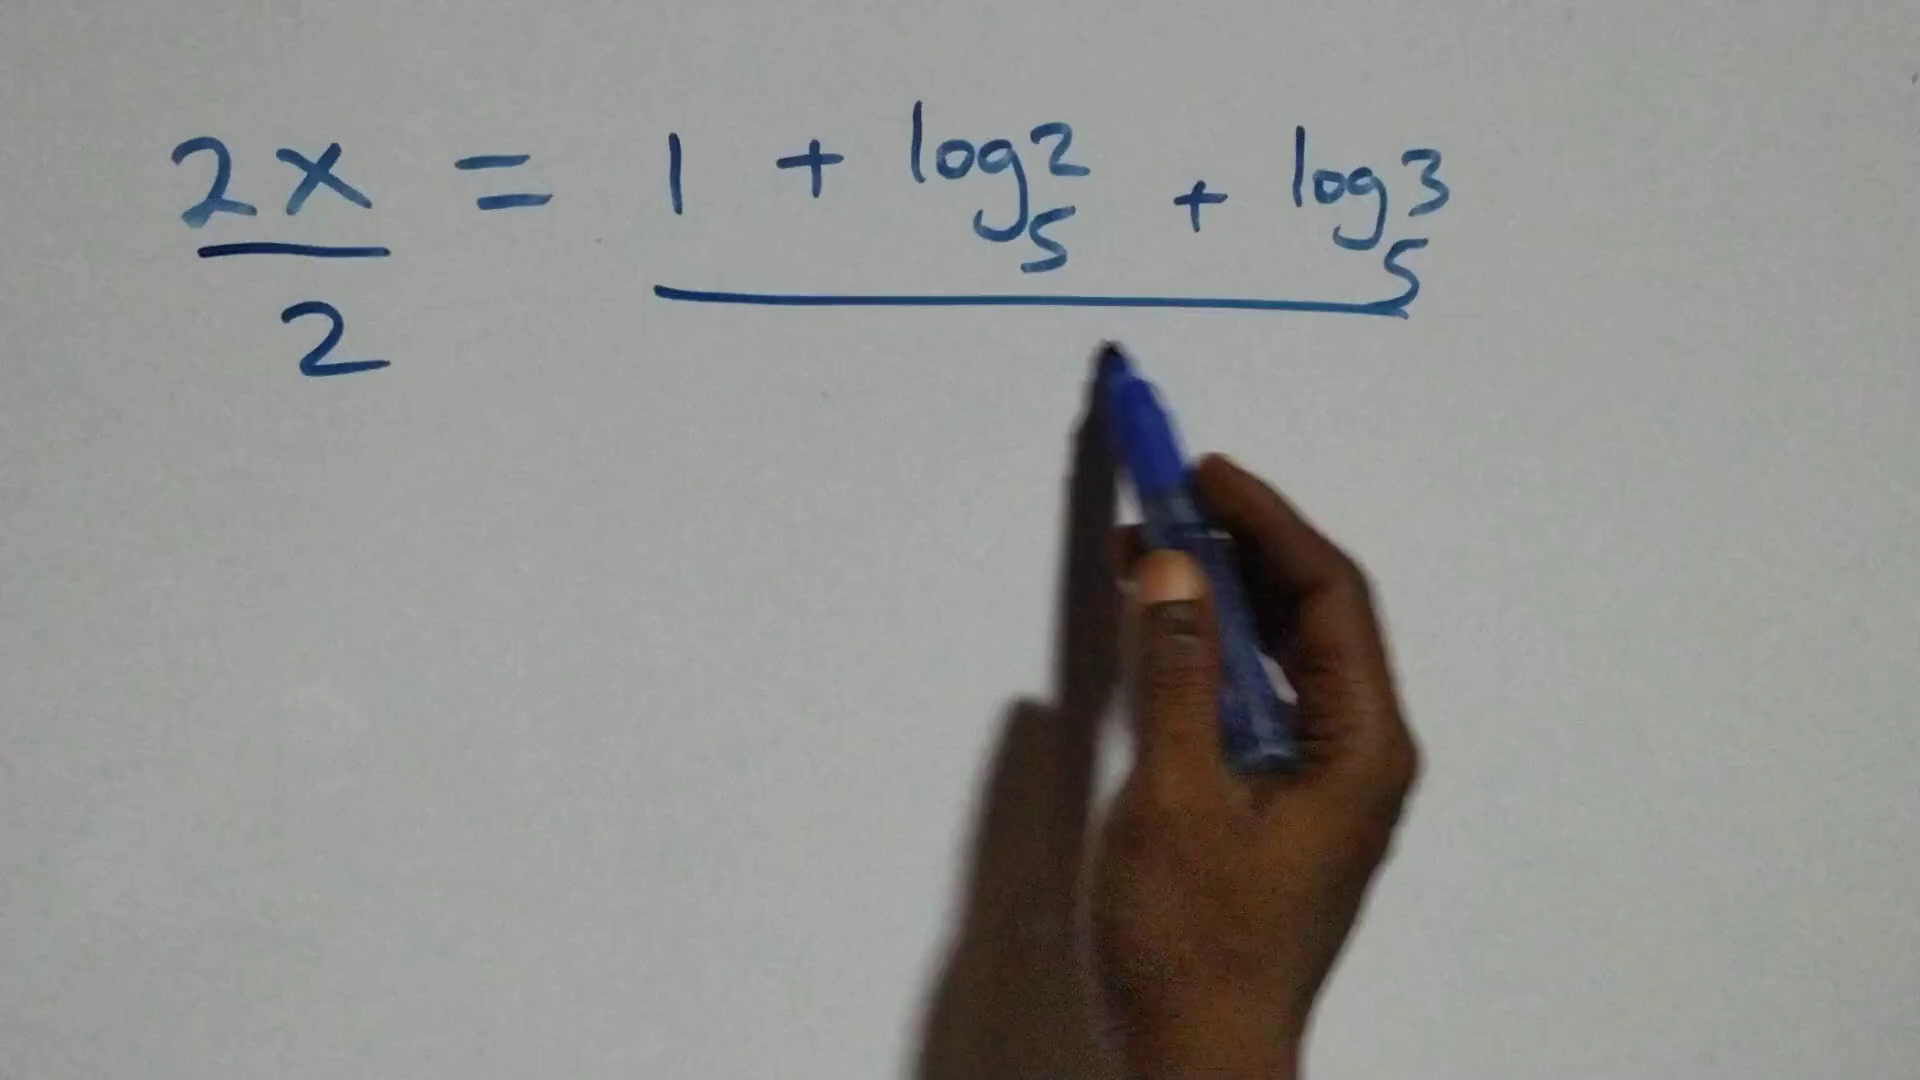 2x = 1 + log₅2 + log₅3
2